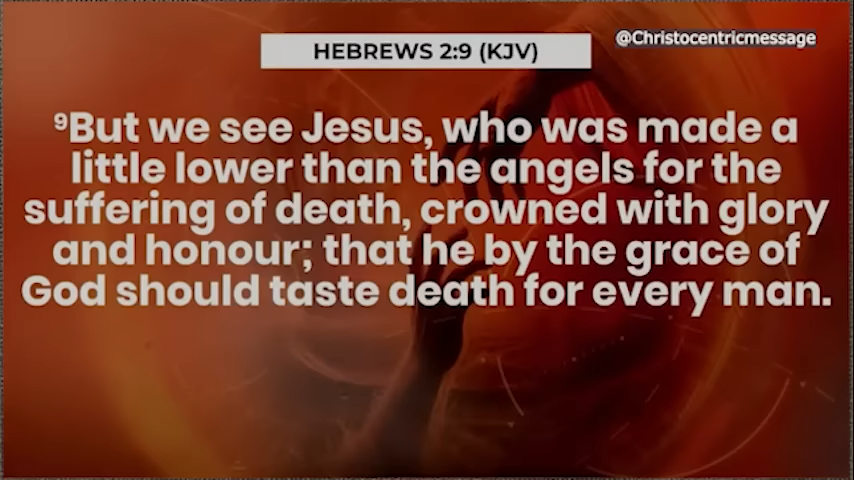 HEBREWS 2:9 (KJV)
@Christocentricmessage
⁹But we see Jesus, who was made a
little lower than the angels for the
suffering of death, crowned with glory
and honour; that he by the grace of
God should taste death for every man.